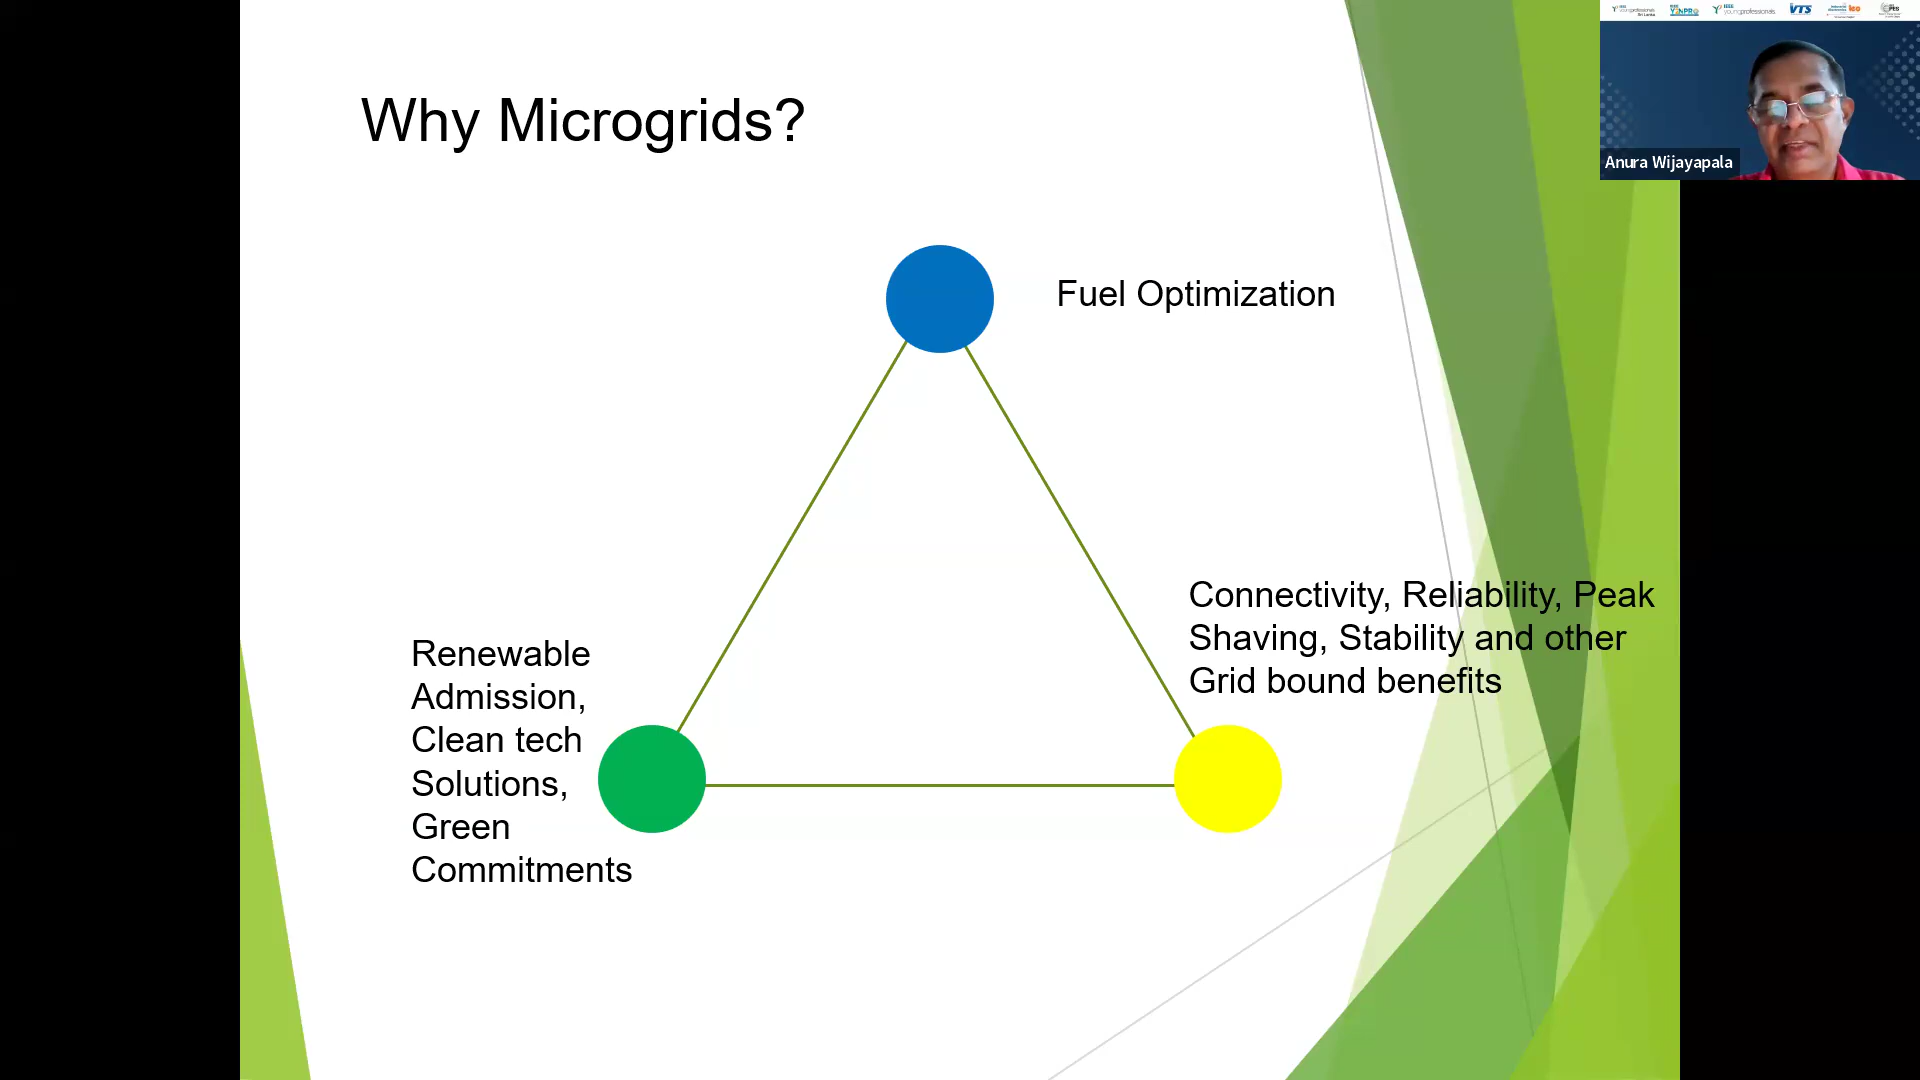 Why Microgrids?
Fuel Optimization
Connectivity, Reliability, Peak
Shaving, Stability and other
Grid bound benefits
Renewable
Admission,
Clean tech
Solutions,
Green
Commitments
VTS
Anura Wijayapala